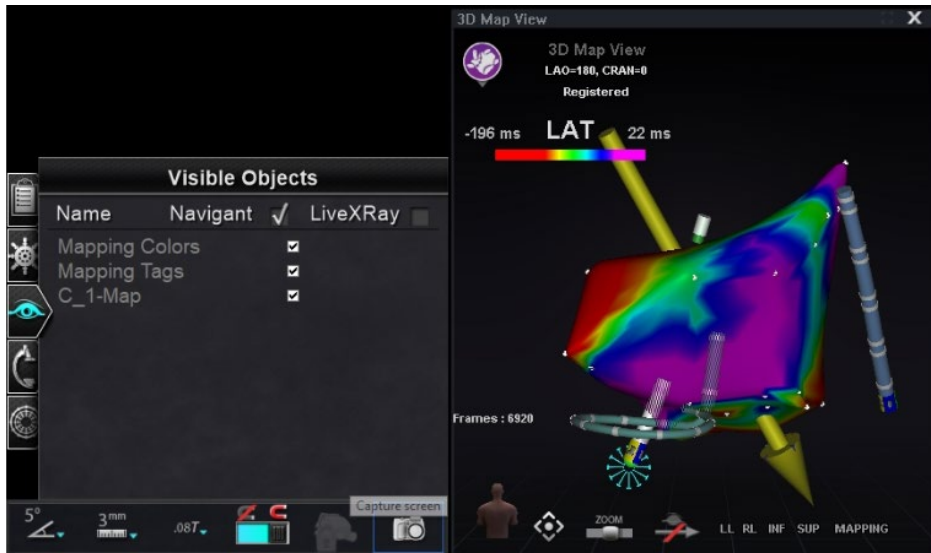 Visible Objects
Name Navigant LiveXRay
Mapping Colors
Mapping Tags
C_1-Map
Capture screen
5°
3mm
.08T
3D Map View
X
3D Map View
LAO=180, CRAN=0
Registered
-196 ms LAT 22 ms
Frames : 6920
ZOOM
LL RL INF SUP MAPPING